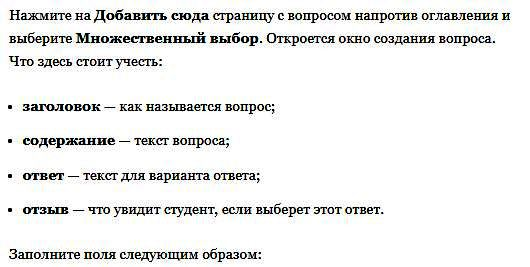 Нажмите на Добавить сюда страницу с вопросом напротив оглавления и
выберите Множественный выбор. Откроется окно создания вопроса.
Что здесь стоит учесть:
• заголовок — как называется вопрос;
• содержание — текст вопроса;
• ответ — текст для варианта ответа;
• отзыв — что увидит студент, если выберет этот ответ.
Заполните поля следующим образом: